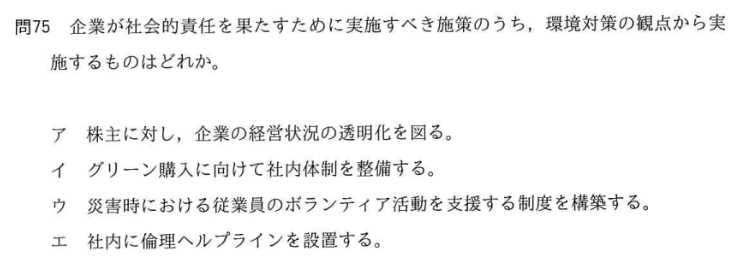 問75 企業が社会的責任を果たすために実施すべき施策のうち，環境対策の観点から実
施するものはどれか。
ア 株主に対し，企業の経営状況の透明化を図る。
イ グリーン購入に向けて社内体制を整備する。
ウ 災害時における従業員のボランティア活動を支援する制度を構築する。
エ 社内に倫理ヘルプラインを設置する。